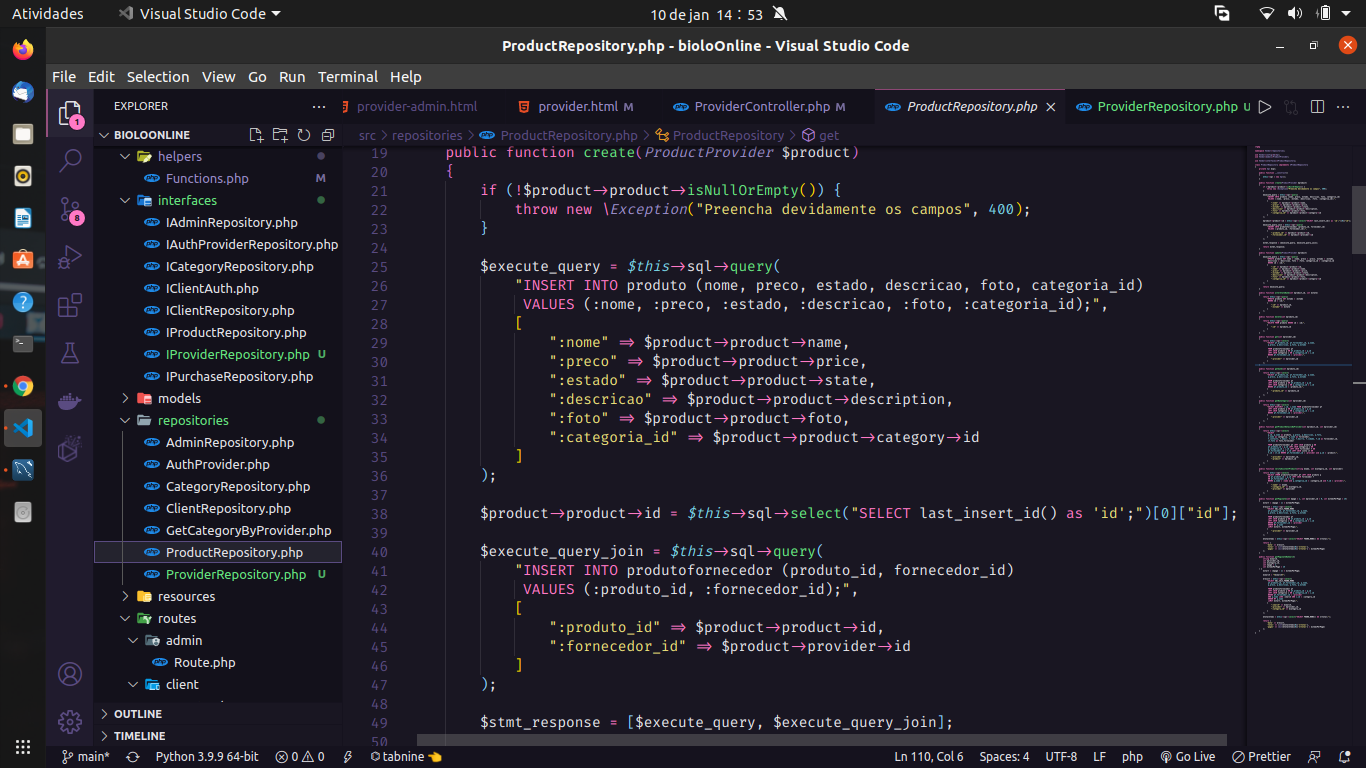 Atividades
Visual Studio Code
10 de jan 14 : 53
ProductRepository.php - bioloOnline - Visual Studio Code
File Edit Selection View Go Run Terminal Help
EXPLORER
provider-admin.html
provider.html M
ProviderController.php M
ProductRepository.php
ProviderRepository.php U
BIOLOONLINE
src > repositories > ProductRepository.php > ProductRepository > get
helpers
Functions.php M
interfaces
IAdminRepository.php
IAuthProviderRepository.php
ICategoryRepository.php
IClientAuth.php
IClientRepository.php
IProductRepository.php
IProviderRepository.php U
IPurchaseRepository.php
models
repositories
AdminRepository.php
AuthProvider.php
CategoryRepository.php
ClientRepository.php
GetCategoryByProvider.php
ProductRepository.php
ProviderRepository.php U
resources
routes
admin
Route.php
client
OUTLINE
TIMELINE
1
8
19 public function create(ProductProvider $product)
20 {
21 if (!$product->product->isNullOrEmpty()) {
22 throw new \Exception("Preencha devidamente os campos", 400);
23 }
24
25 $execute_query = $this->sql->query(
26 "INSERT INTO produto (nome, preco, estado, descricao, foto, categoria_id)
27 VALUES (:nome, :preco, :estado, :descricao, :foto, :categoria_id);",
28 [
29 ":nome" => $product->product->name,
30 ":preco" => $product->product->price,
31 ":estado" => $product->product->state,
32 ":descricao" => $product->product->description,
33 ":foto" => $product->product->foto,
34 ":categoria_id" => $product->product->category->id
35 ]
36 );
37
38 $product->product->id = $this->sql->select("SELECT last_insert_id() as 'id';")[0]["id"];
39
40 $execute_query_join = $this->sql->query(
41 "INSERT INTO produtofornecedor (produto_id, fornecedor_id)
42 VALUES (:produto_id, :fornecedor_id);",
43 [
44 ":produto_id" => $product->product->id,
45 ":fornecedor_id" => $product->provider->id
46 ]
47 );
48
49 $stmt_response = [$execute_query, $execute_query_join];
50
main*
Python 3.9.9 64-bit
0
0
tabnine
Ln 110, Col 6
Spaces: 4
UTF-8
LF
php
Go Live
Prettier